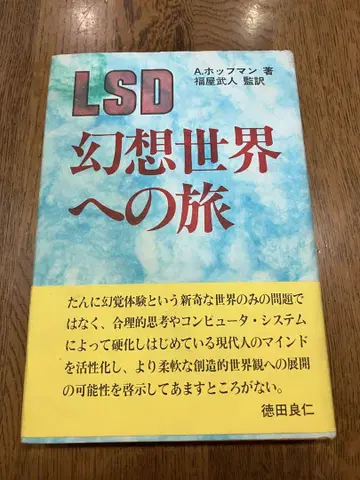 LSD
A.ホッフマン 著
福屋武人 監訳
幻想世界
への旅
たんに幻覚体験という新奇な世界のみの問題
ではなく、合理的思考やコンピュータ・システム
によって硬化しはじめている現代人のマインド
を活性化し、より柔軟な創造的世界観への展開
の可能性を啓示してあますところがない。
徳田良仁